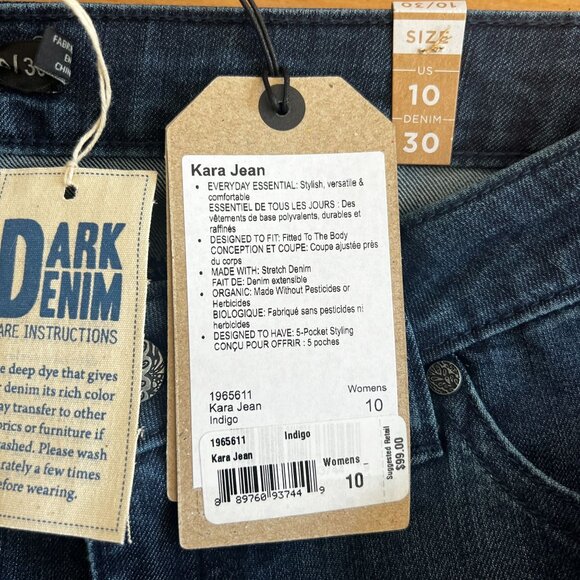 10/30
SIZE
US
10
DENIM
30
DARK
DENIM
ARE INSTRUCTIONS
deep dye that gives
denim its rich color
ay transfer to other
brics or furniture if
ashed. Please wash
rately a few times
before wearing.
Kara Jean
• EVERYDAY ESSENTIAL: Stylish, versatile &
comfortable
ESSENTIEL DE TOUS LES JOURS : Des
vêtements de base polyvalents, durables et
raffinés
• DESIGNED TO FIT: Fitted To The Body
CONCEPTION ET COUPE: Coupe ajustée près
du corps
• MADE WITH: Stretch Denim
FAIT DE: Denim extensible
• ORGANIC: Made Without Pesticides or
Herbicides
BIOLOGIQUE: Fabriqué sans pesticides ni
herbicides
• DESIGNED TO HAVE: 5-Pocket Styling
CONÇU POUR OFFRIR : 5 poches
1965611 Womens
Kara Jean 10
Indigo
1965611 Indigo
Kara Jean
Womens _
10
8 89760 93744 9
Suggested Retail
$99.00